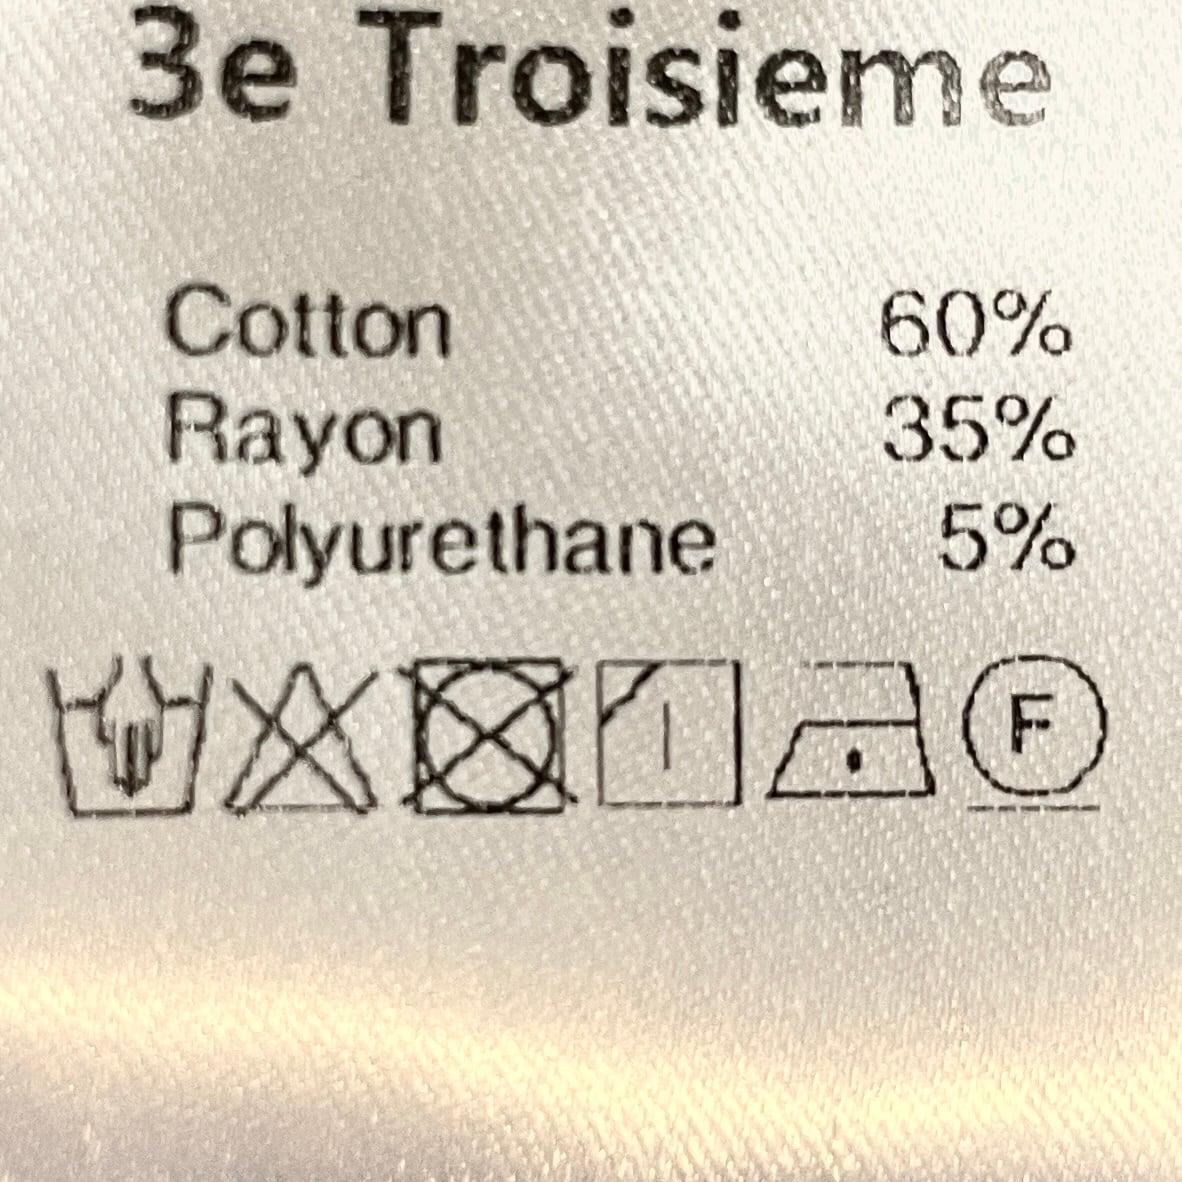 3e Troisieme
Cotton 60%
Rayon 35%
Polyurethane 5%
F